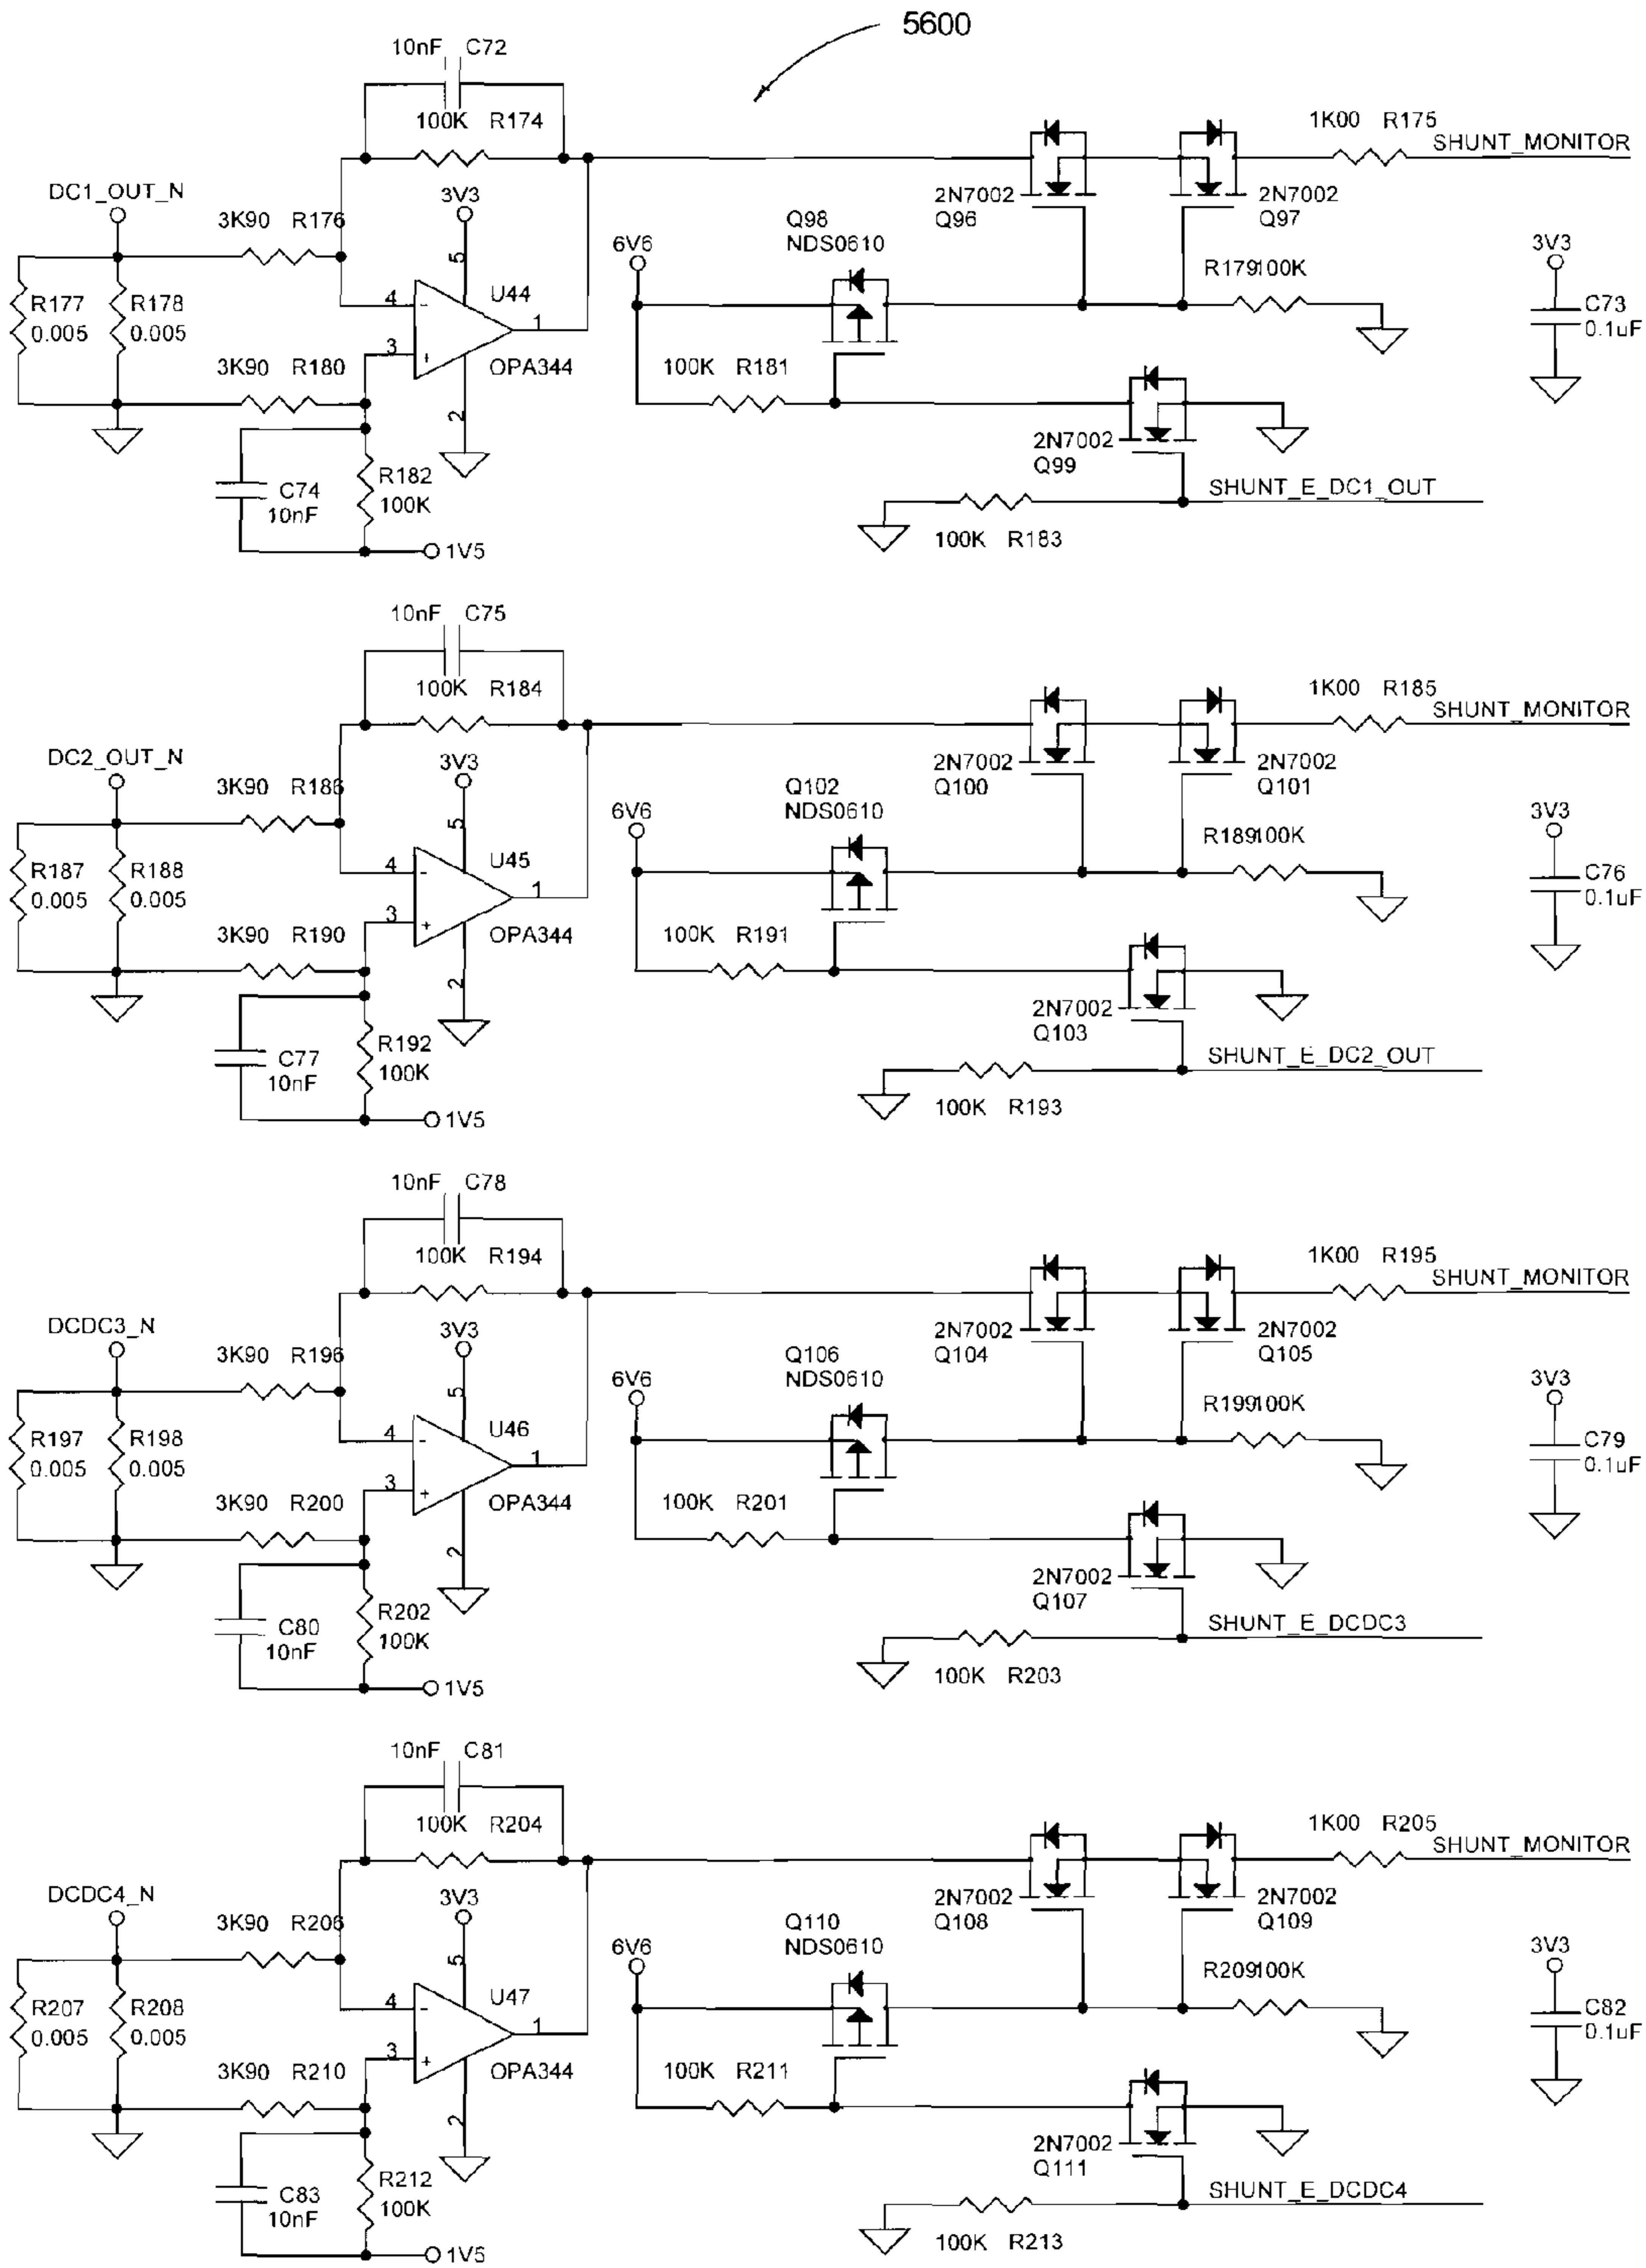 5600
10nF C72
100K R174
1K00 R175
SHUNT_MONITOR
DC1_OUT_N
3K90 R176
3V3
2N7002
Q96
2N7002
Q97
Q98
NDS0610
6V6
R179 100K
3V3
5
R177
0.005
R178
0.005
4
-
U44
1
C73
0.1uF
3
+
OPA344
3K90 R180
100K R181
2
2N7002
Q99
R182
100K
C74
10nF
SHUNT_E_DC1_OUT
100K R183
1V5
10nF C75
100K R184
1K00 R185
SHUNT_MONITOR
DC2_OUT_N
3K90 R186
3V3
2N7002
Q100
2N7002
Q101
Q102
NDS0610
6V6
R189 100K
3V3
5
R187
0.005
R188
0.005
4
-
U45
1
C76
0.1uF
3
+
OPA344
3K90 R190
100K R191
2
2N7002
Q103
R192
100K
C77
10nF
SHUNT_E_DC2_OUT
100K R193
1V5
10nF C78
100K R194
1K00 R195
SHUNT_MONITOR
DCDC3_N
3K90 R196
3V3
2N7002
Q104
2N7002
Q105
Q106
NDS0610
6V6
R199 100K
3V3
5
R197
0.005
R198
0.005
4
-
U46
1
C79
0.1uF
3
+
OPA344
3K90 R200
100K R201
2
2N7002
Q107
R202
100K
C80
10nF
SHUNT_E_DCDC3
100K R203
1V5
10nF C81
100K R204
1K00 R205
SHUNT_MONITOR
DCDC4_N
3K90 R206
3V3
2N7002
Q108
2N7002
Q109
Q110
NDS0610
6V6
R209 100K
3V3
5
R207
0.005
R208
0.005
4
-
U47
1
C82
0.1uF
3
+
OPA344
3K90 R210
100K R211
2
2N7002
Q111
R212
100K
C83
10nF
SHUNT_E_DCDC4
100K R213
1V5